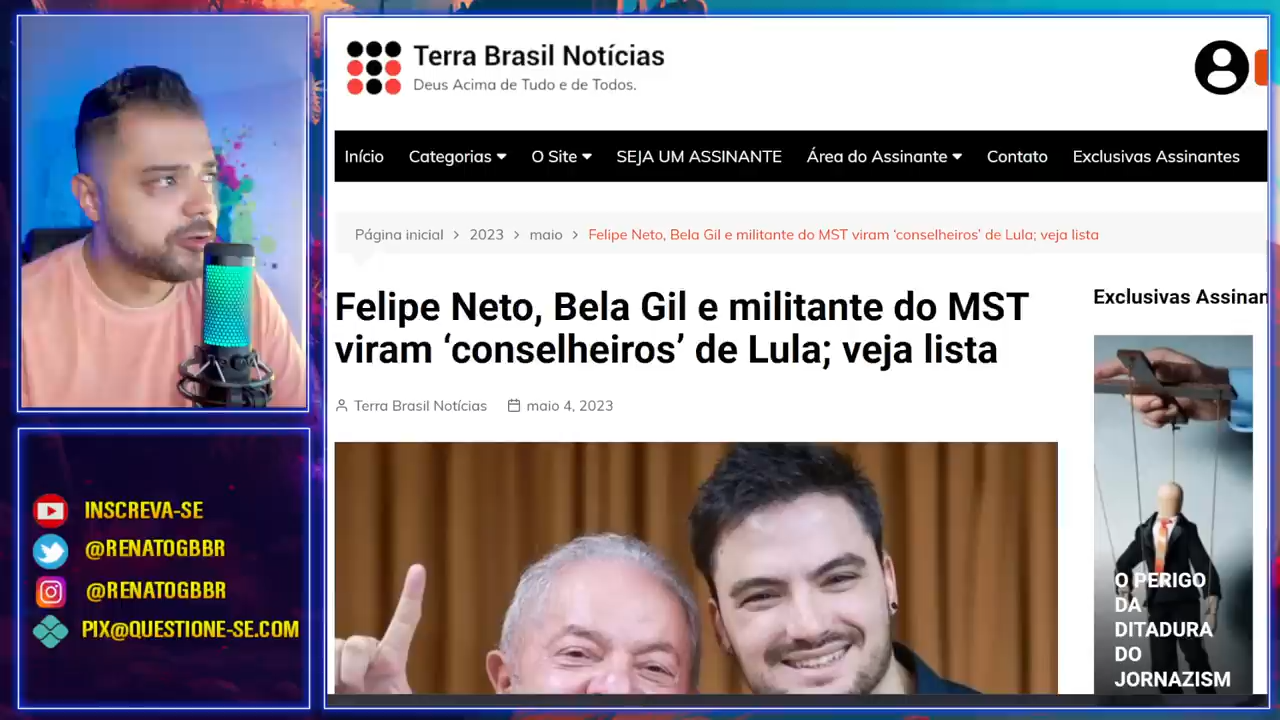 Terra Brasil Notícias
Deus Acima de Tudo e de Todos.
Início Categorias O Site SEJA UM ASSINANTE Área do Assinante Contato Exclusivas Assinantes
Página inicial > 2023 > maio > Felipe Neto, Bela Gil e militante do MST viram ‘conselheiros’ de Lula; veja lista
Felipe Neto, Bela Gil e militante do MST
viram ‘conselheiros’ de Lula; veja lista
Terra Brasil Notícias maio 4, 2023
Exclusivas Assinan
O PERIGO
DA
DITADURA
DO
JORNAZISM
INSCREVA-SE
@RENATOGBBR
@RENATOGBBR
PIX@QUESTIONE-SE.COM